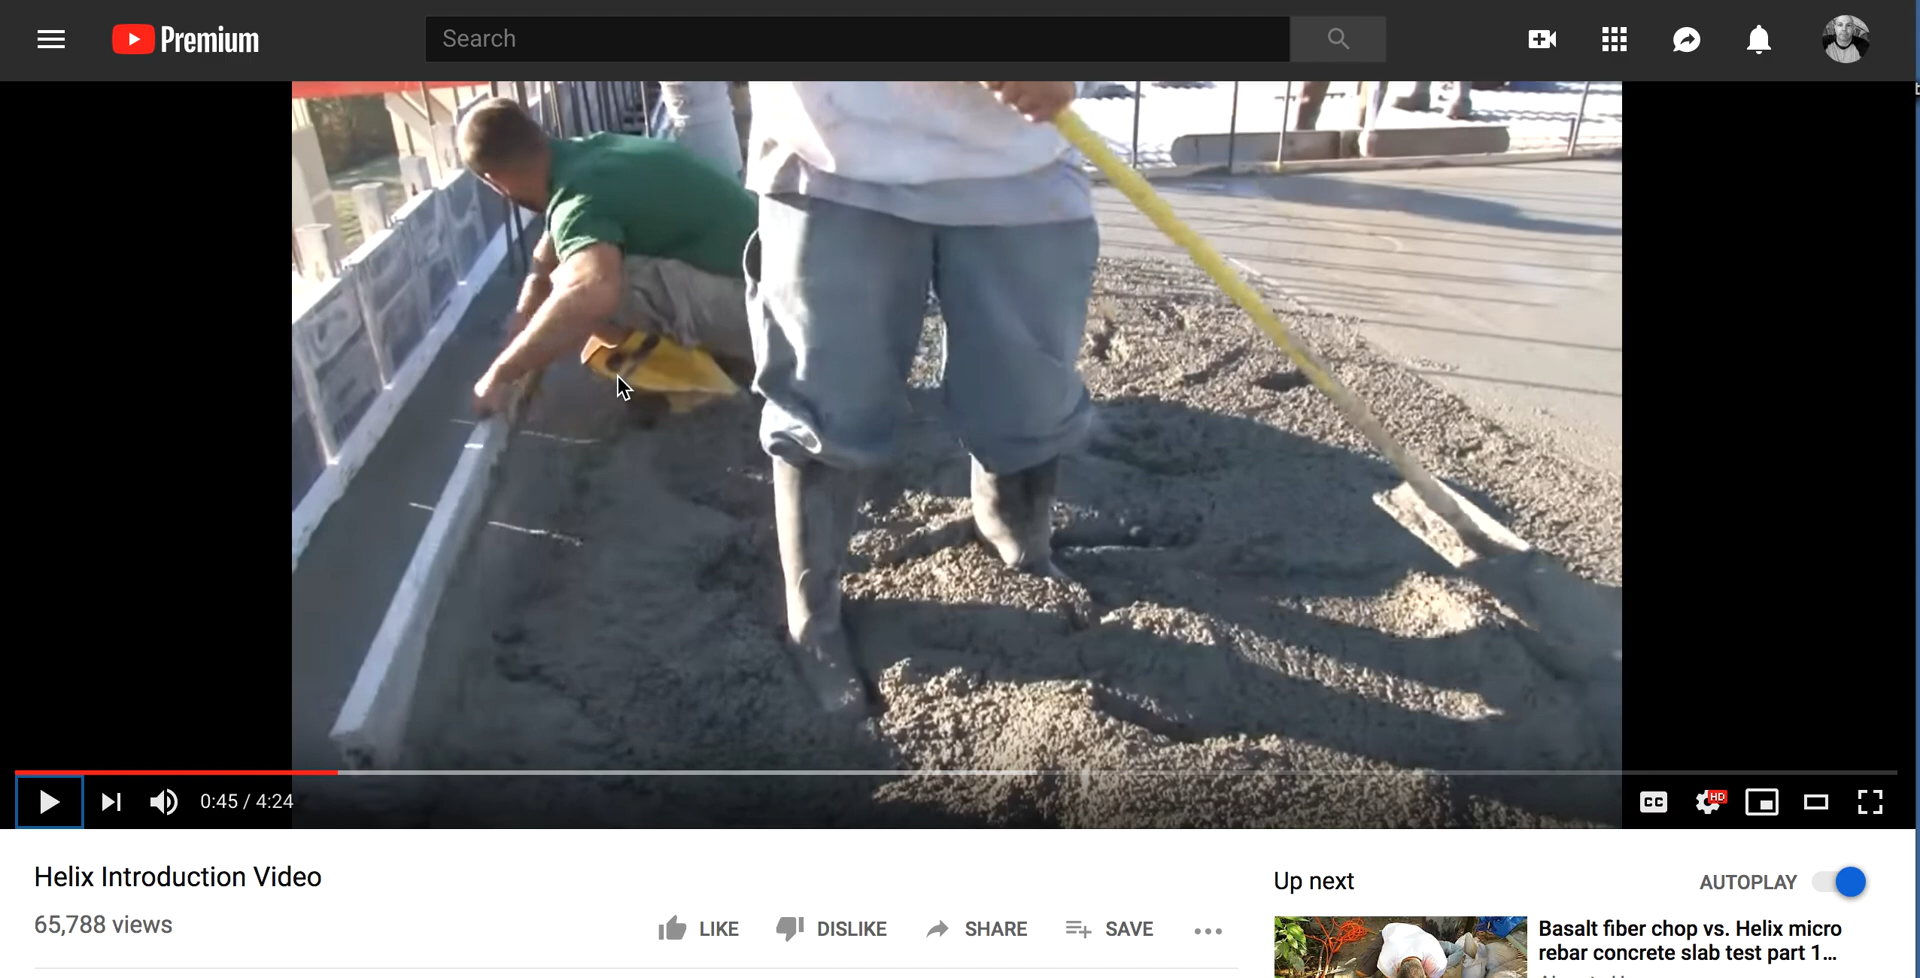 Premium
Search
0:45 / 4:24
CC
HD
Helix Introduction Video
65,788 views
LIKE
DISLIKE
SHARE
SAVE
Up next
AUTOPLAY
Basalt fiber chop vs. Helix micro
rebar concrete slab test part 1...